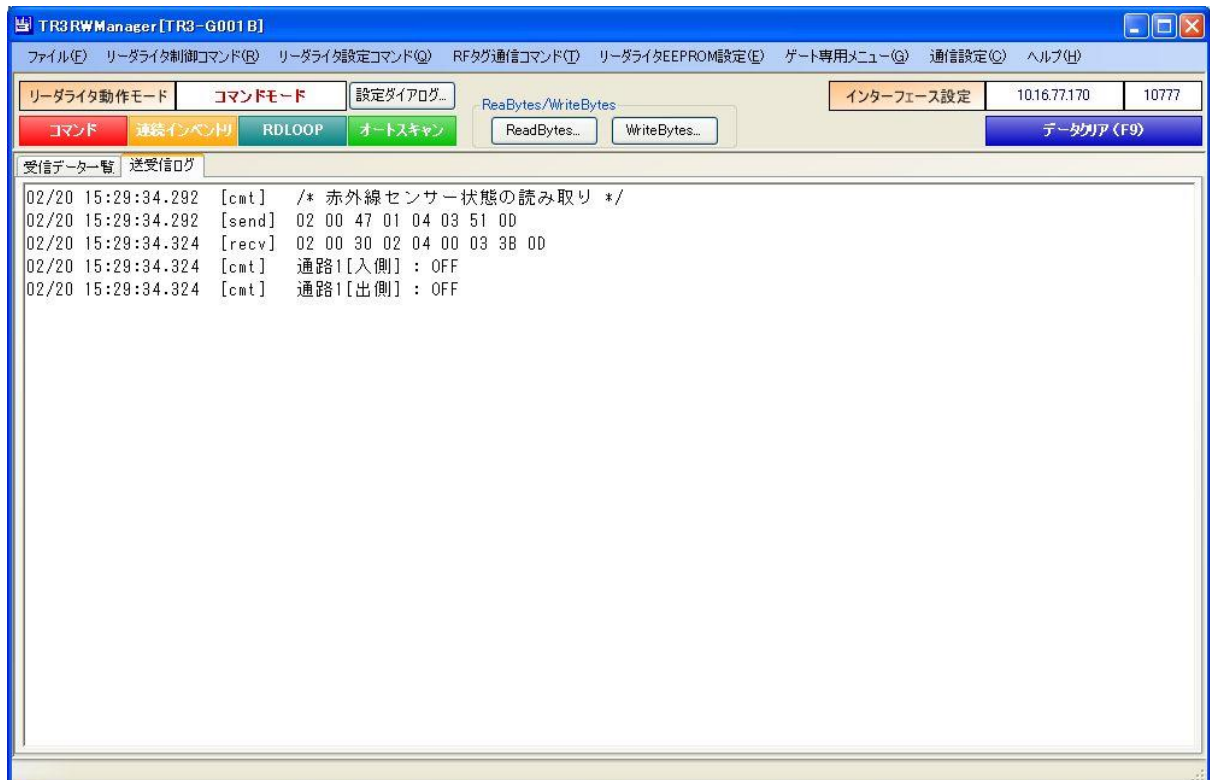 TR3RWManager[TR3-G001B]
ファイル(F) リーダライタ制御コマンド(R) リーダライタ設定コマンド(Q) RFタグ通信コマンド(T) リーダライタEEPROM設定(E) ゲート専用メニュー(G) 通信設定(C) ヘルプ(H)
リーダライタ動作モード コマンドモード 設定ダイアログ... ReaBytes/WriteBytes インターフェース設定 10.16.77.170 10777
コマンド 連続インベントリ RDLOOP オートスキャン ReadBytes... WriteBytes... データクリア(F9)
受信データ一覧 送受信ログ
02/20 15:29:34.292 [cmt] /* 赤外線センサー状態の読み取り */
02/20 15:29:34.292 [send] 02 00 47 01 04 03 51 0D
02/20 15:29:34.324 [recv] 02 00 30 02 04 00 03 3B 0D
02/20 15:29:34.324 [cmt] 通路1[入側] : OFF
02/20 15:29:34.324 [cmt] 通路1[出側] : OFF